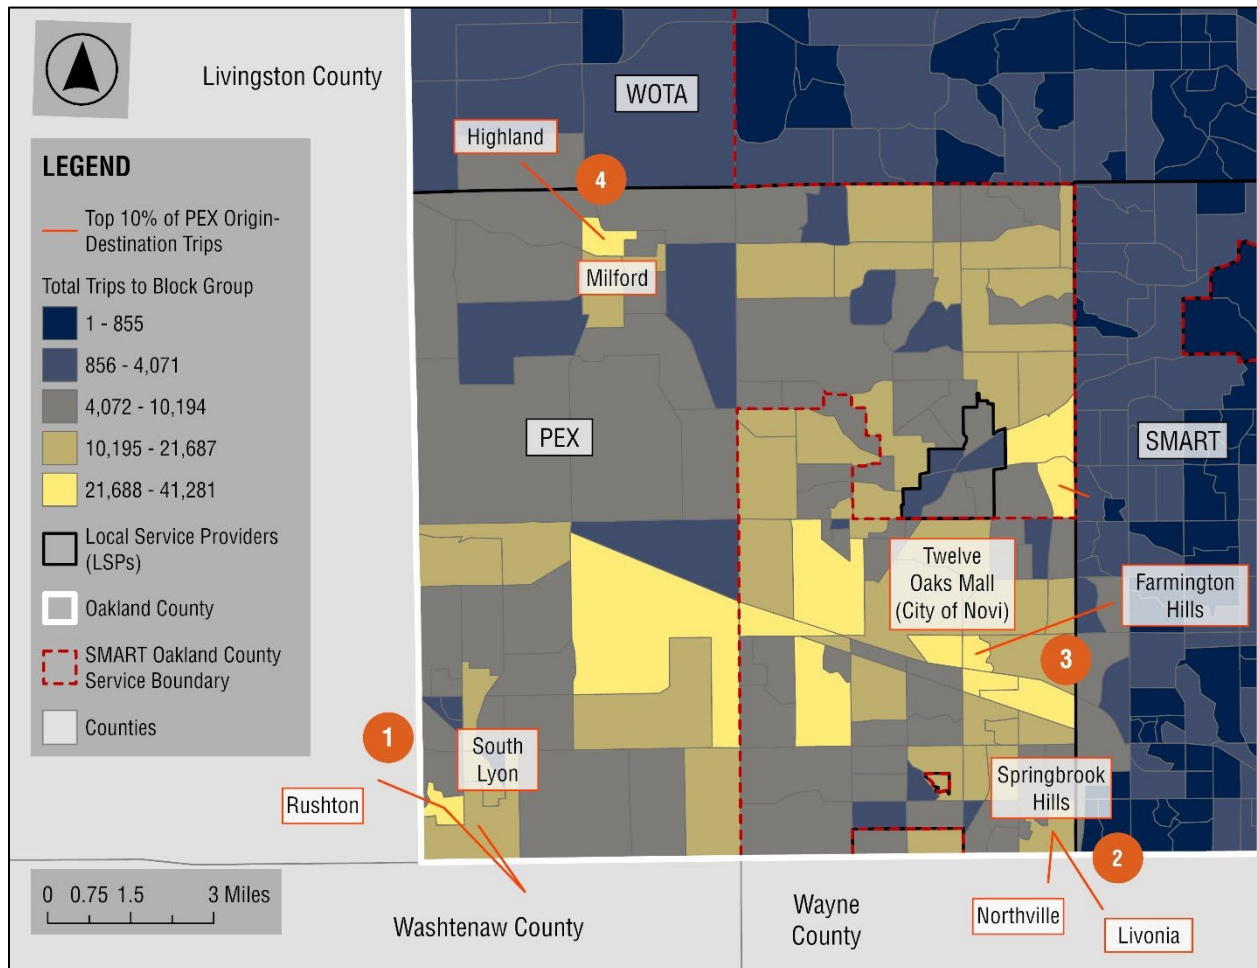 Livingston County
LEGEND
Top 10% of PEX Origin-
Destination Trips
Total Trips to Block Group
1 - 855
856 - 4,071
4,072 - 10,194
10,195 - 21,687
21,688 - 41,281
Local Service Providers
(LSPs)
Oakland County
SMART Oakland County
Service Boundary
Counties
0 0.75 1.5 3 Miles
WOTA
Highland
4
Milford
PEX
SMART
Twelve
Oaks Mall
(City of Novi)
Farmington
Hills
3
1
South
Lyon
Rushton
Springbrook
Hills
2
Northville
Livonia
Washtenaw County
Wayne
County